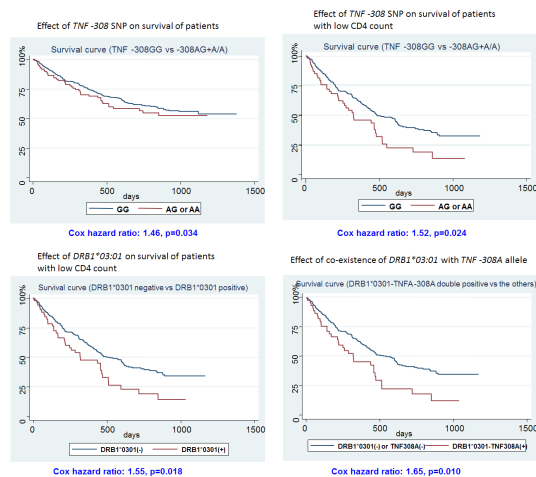 Effect of TNF -308 SNP on survival of patients
Survival curve (TNF -308GG vs -308AG+A/A)
100%
75
50
25
0
0
500
1000
1500
days
GG
AG or AA
Cox hazard ratio: 1.46, p=0.034
Effect of TNF -308 SNP on survival of patients
with low CD4 count
Survival curve (TNF -308GG vs -308AG+A/A)
100%
75
50
25
0
0
500
1000
1500
days
GG
AG or AA
Cox hazard ratio: 1.52, p=0.024
Effect of DRB1*03:01 on survival of patients
with low CD4 count
Survival curve (DRB1*0301 negative vs DRB1*0301 positive)
100%
75
50
25
0
0
500
1000
1500
days
DRB1*0301(-)
DRB1*0301(+)
Cox hazard ratio: 1.55, p=0.018
Effect of co-existence of DRB1*03:01 with TNF -308A allele
Survival curve (DRB1*0301-TNFA-308A double positive vs the others)
100%
75
50
25
0
0
500
1000
1500
days
DRB1*0301(-) or TNF308A(-)
DRB1*0301-TNF308A(+)
Cox hazard ratio: 1.65, p=0.010